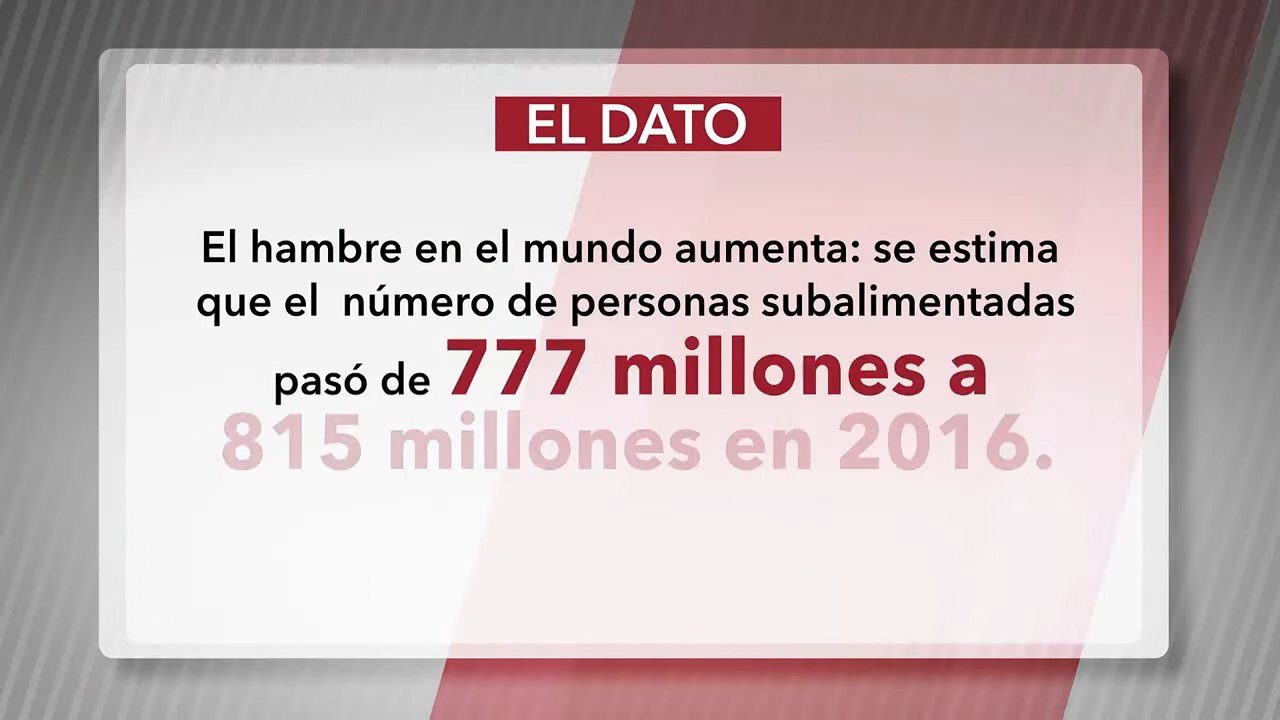 EL DATO
El hambre en el mundo aumenta: se estima
que el número de personas subalimentadas
pasó de 777 millones a
815 millones en 2016.